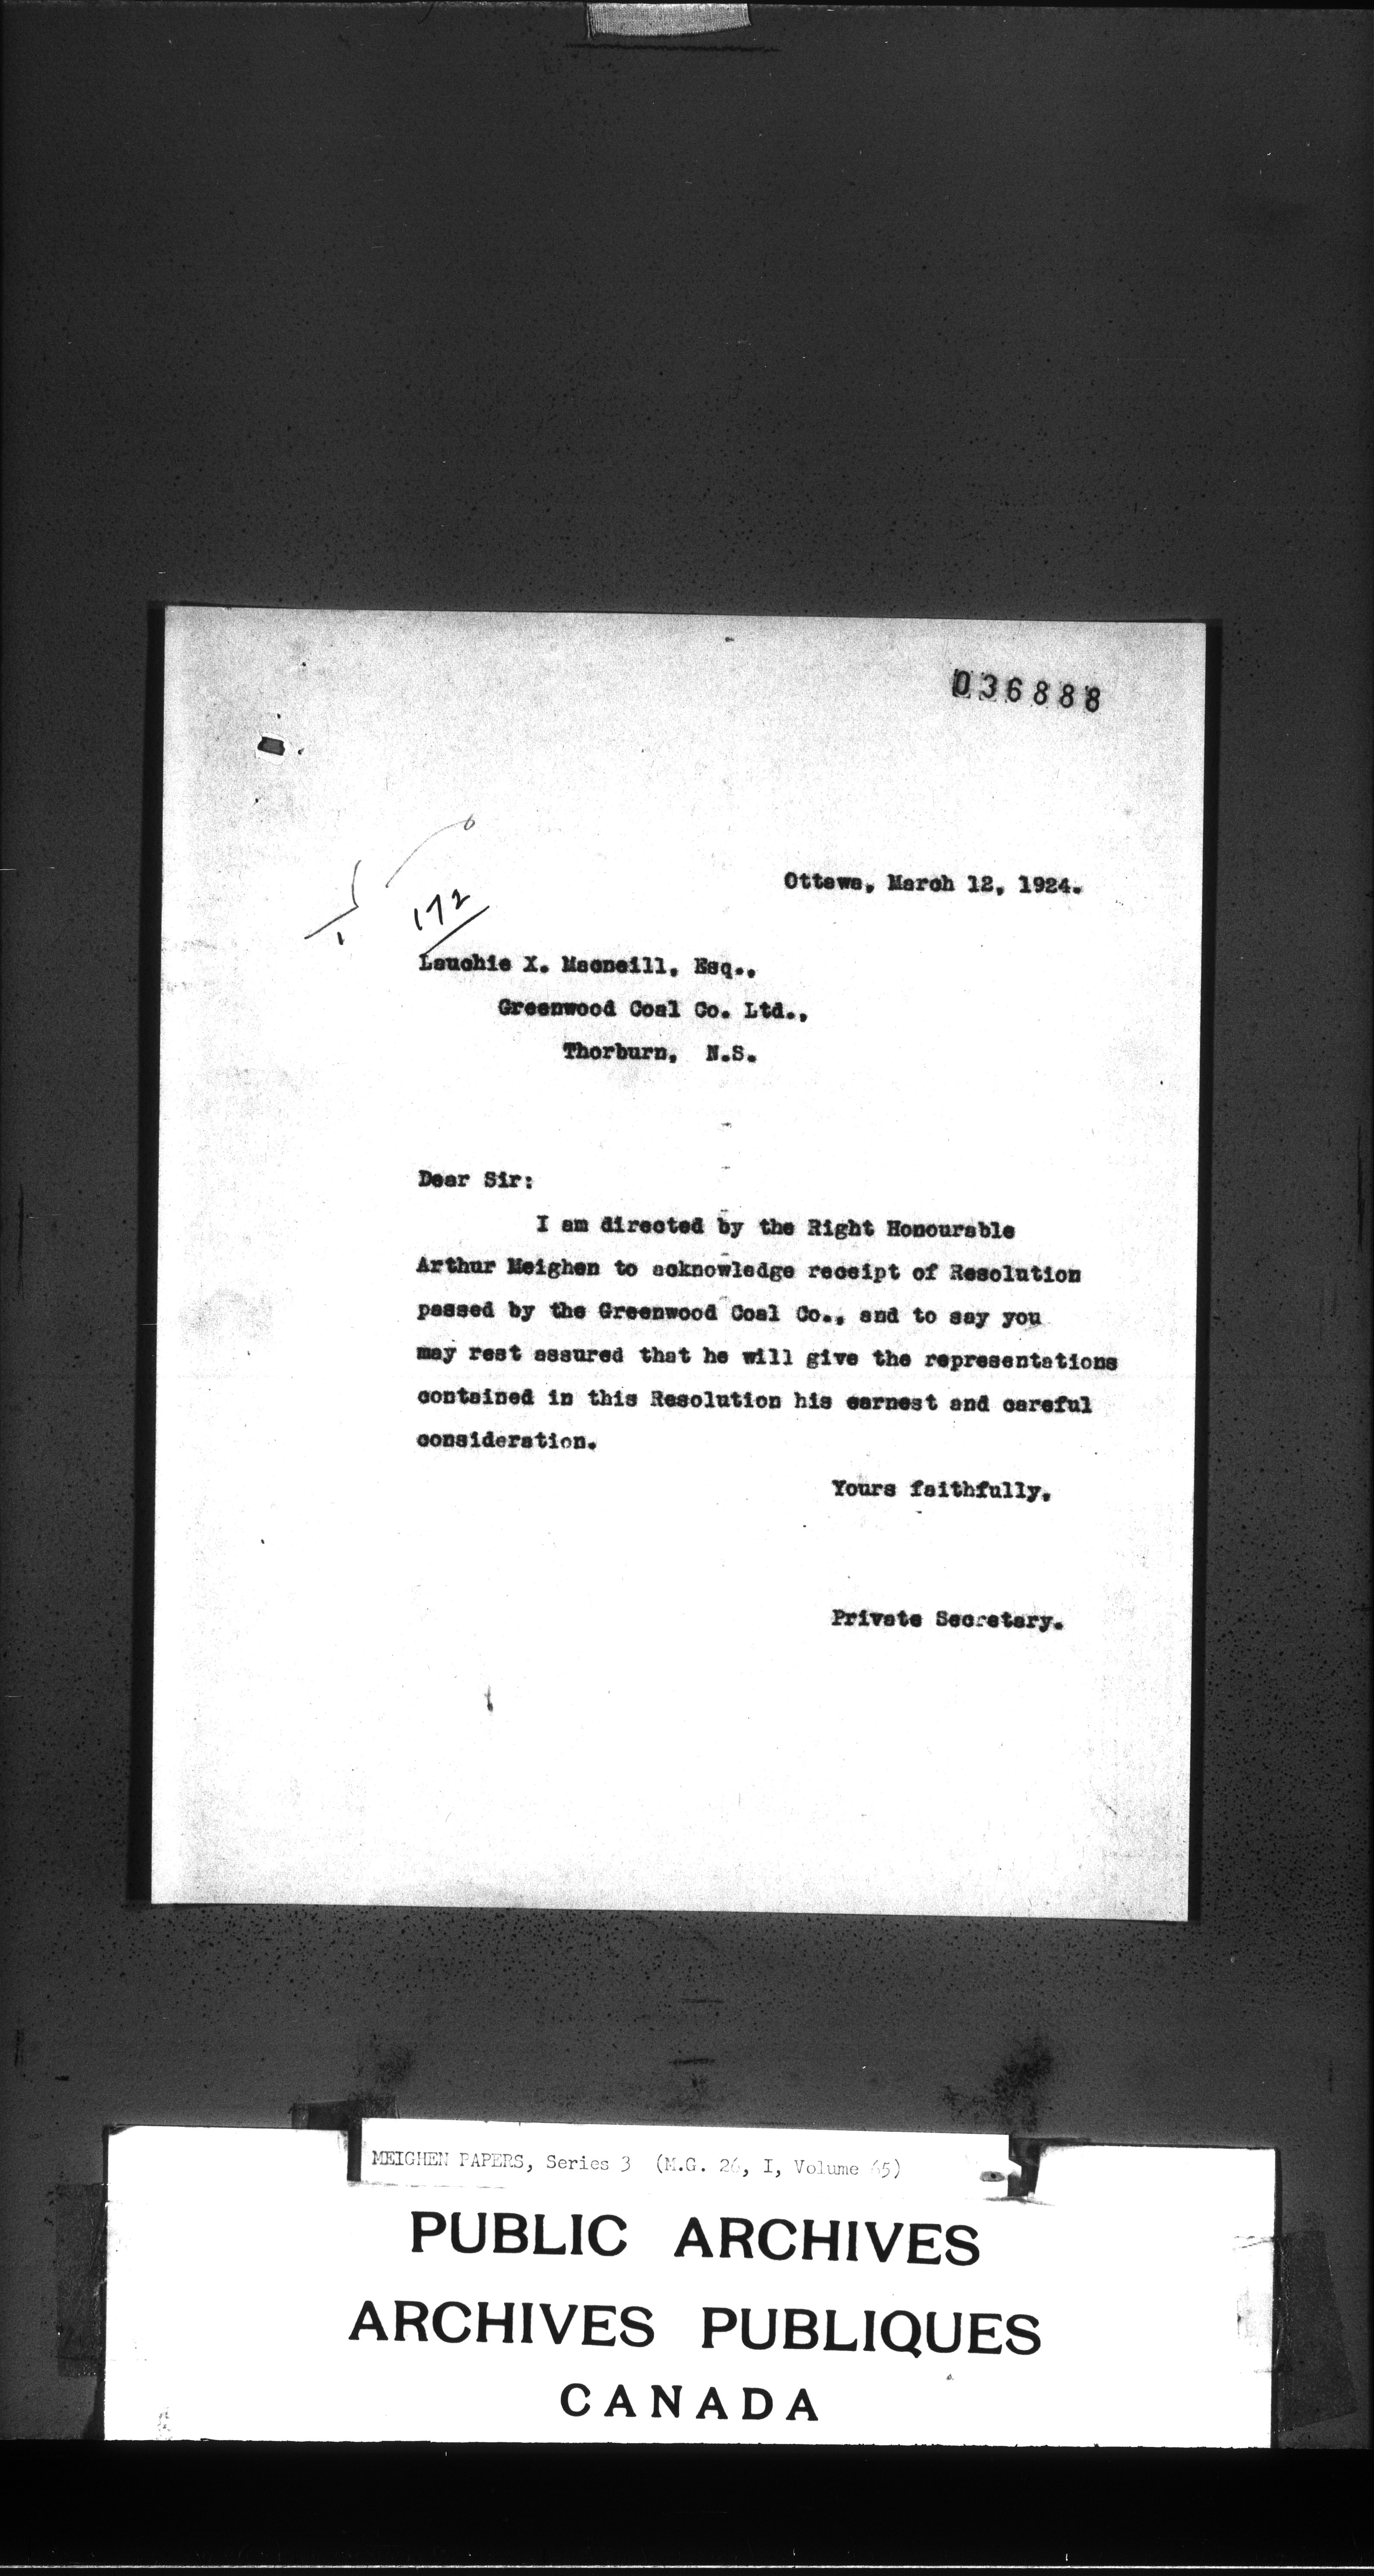 036888
Ottawa, March 12, 1924.
172
Lauchie X. Macneill, Esq.,
Greenwood Coal Co. Ltd.,
Thorburn, N.S.
Dear Sir:
I am directed by the Right Honourable
Arthur Meighen to acknowledge receipt of Resolution
passed by the Greenwood Coal Co., and to say you
may rest assured that he will give the representations
contained in this Resolution his earnest and careful
consideration.
Yours faithfully,
Private Secretary.
MEIGHEN PAPERS, Series 3 (M.G. 26, I, Volume 65)
PUBLIC ARCHIVES
ARCHIVES PUBLIQUES
CANADA